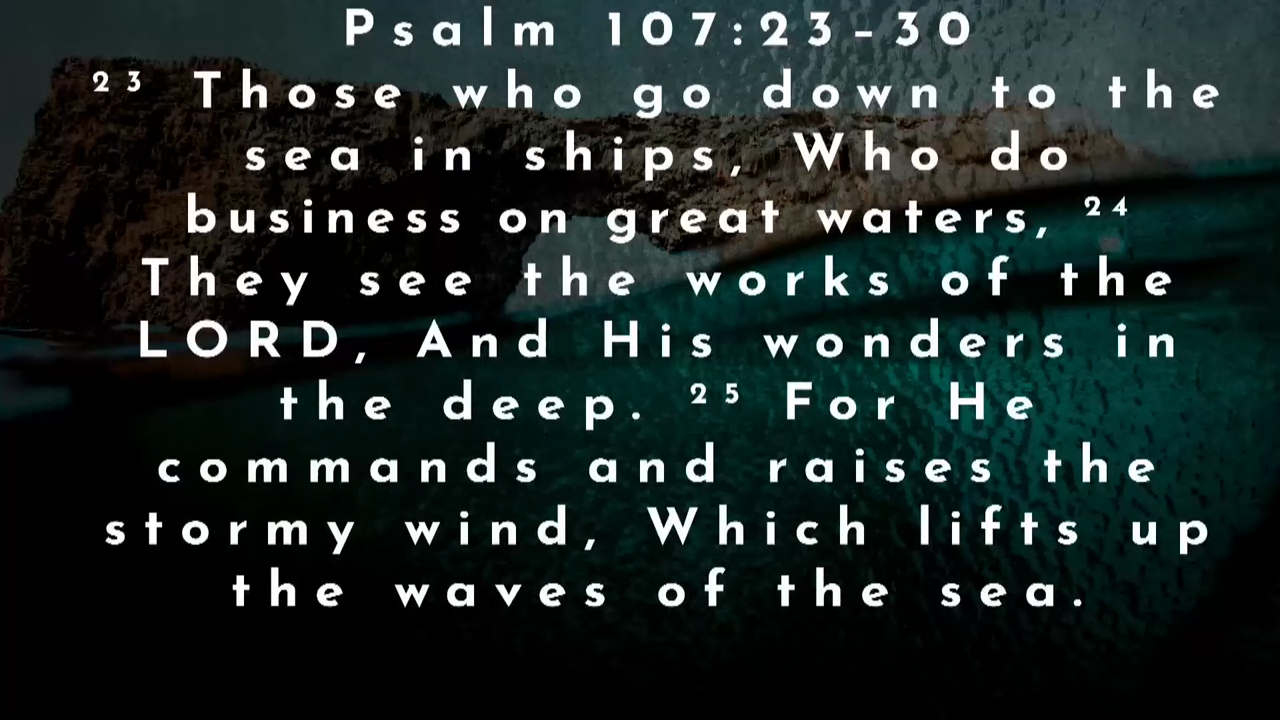 Psalm 107:23-30
²³ Those who go down to the
sea in ships, Who do
business on great waters, ²⁴
They see the works of the
LORD, And His wonders in
the deep. ²⁵ For He
commands and raises the
stormy wind, Which lifts up
the waves of the sea.